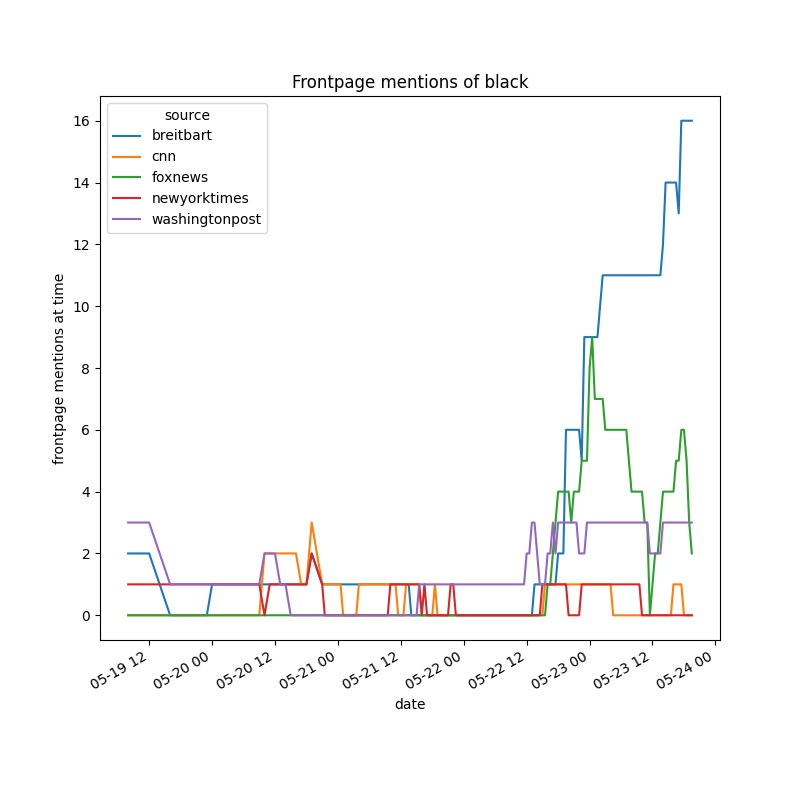 Frontpage mentions of black
source
breitbart
cnn
foxnews
newyorktimes
washingtonpost
frontpage mentions at time
16
14
12
10
8
6
4
2
0
05-19 12
05-20 00
05-20 12
05-21 00
05-21 12
05-22 00
05-22 12
05-23 00
05-23 12
05-24 00
date